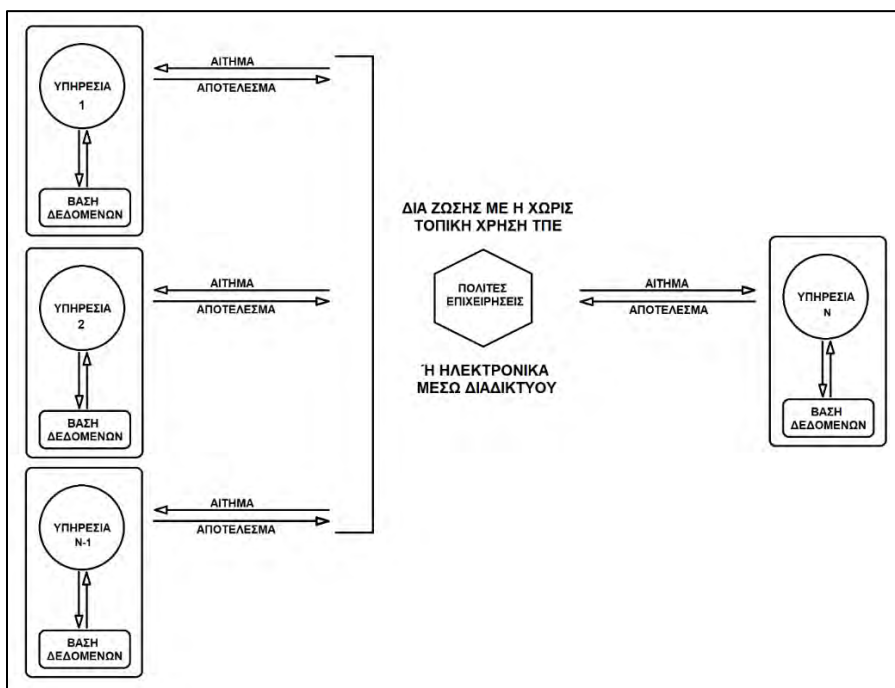 ΥΠΗΡΕΣΙΑ
1
ΒΑΣΗ
ΔΕΔΟΜΕΝΩΝ
ΑΙΤΗΜΑ
ΑΠΟΤΕΛΕΣΜΑ
ΥΠΗΡΕΣΙΑ
2
ΒΑΣΗ
ΔΕΔΟΜΕΝΩΝ
ΑΙΤΗΜΑ
ΑΠΟΤΕΛΕΣΜΑ
ΥΠΗΡΕΣΙΑ
Ν-1
ΒΑΣΗ
ΔΕΔΟΜΕΝΩΝ
ΑΙΤΗΜΑ
ΑΠΟΤΕΛΕΣΜΑ
ΔΙΑ ΖΩΣΗΣ ΜΕ Η ΧΩΡΙΣ
ΤΟΠΙΚΗ ΧΡΗΣΗ ΤΠΕ
ΠΟΛΙΤΕΣ
ΕΠΙΧΕΙΡΗΣΕΙΣ
Ή ΗΛΕΚΤΡΟΝΙΚΑ
ΜΕΣΩ ΔΙΑΔΙΚΤΥΟΥ
ΑΙΤΗΜΑ
ΑΠΟΤΕΛΕΣΜΑ
ΥΠΗΡΕΣΙΑ
Ν
ΒΑΣΗ
ΔΕΔΟΜΕΝΩΝ